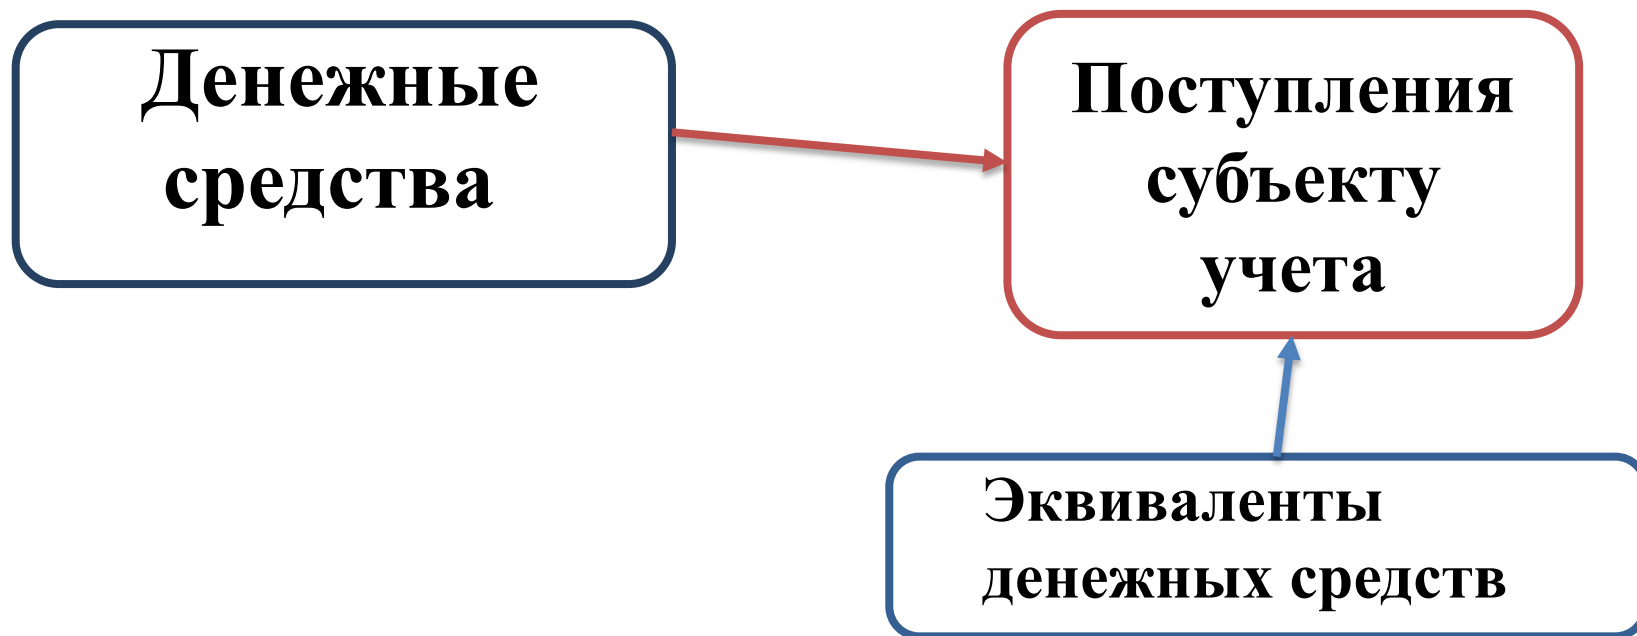 Денежные
средства
Поступления
субъекту
учета
Эквиваленты
денежных средств